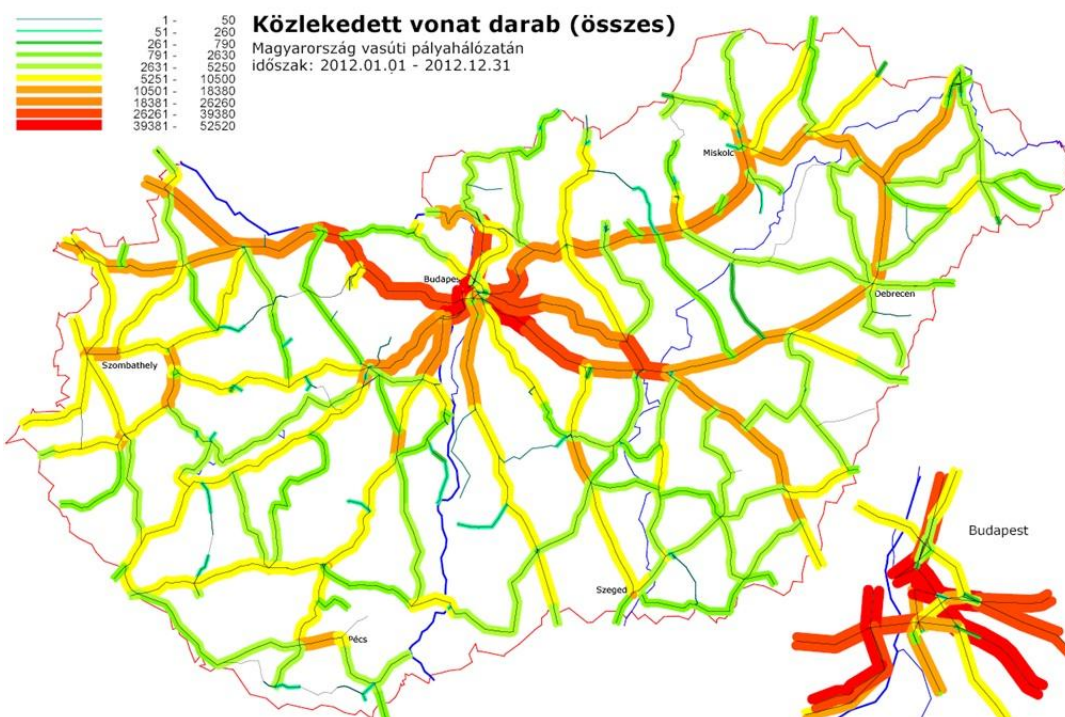 Közlekedett vonat darab (összes)
Magyarország vasúti pályahálózatán
időszak: 2012.01.01 - 2012.12.31
1 - 50
51 - 260
261 - 790
791 - 2630
2631 - 5250
5251 - 10500
10501 - 18380
18381 - 26260
26261 - 39380
39381 - 52520
Miskolc
Budapes
Debrecen
Szombathely
Budapest
Szeged
Pécs